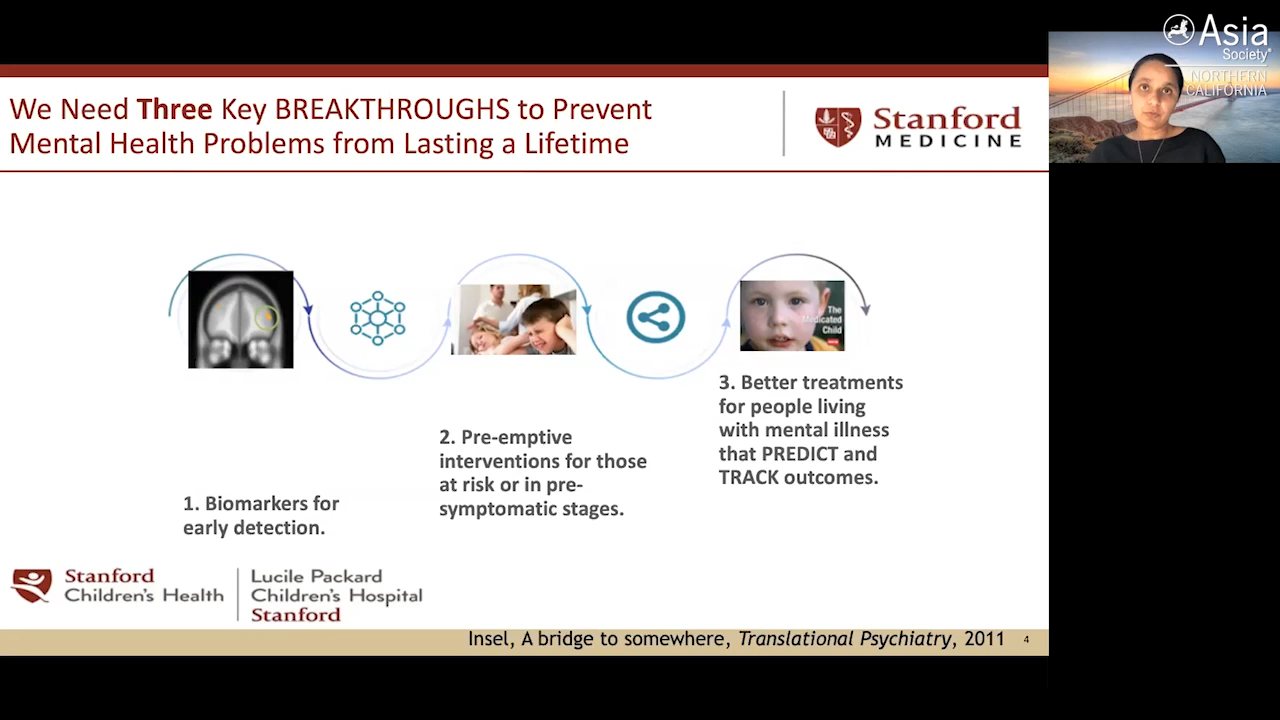 We Need Three Key BREAKTHROUGHS to Prevent
Mental Health Problems from Lasting a Lifetime
Stanford
MEDICINE
Asia
Society
NORTHERN
CALIFORNIA
The
Medicated
Child
1. Biomarkers for
early detection.
2. Pre-emptive
interventions for those
at risk or in pre-
symptomatic stages.
3. Better treatments
for people living
with mental illness
that PREDICT and
TRACK outcomes.
Stanford
Children's Health
Lucile Packard
Children's Hospital
Stanford
Insel, A bridge to somewhere, Translational Psychiatry, 2011
4